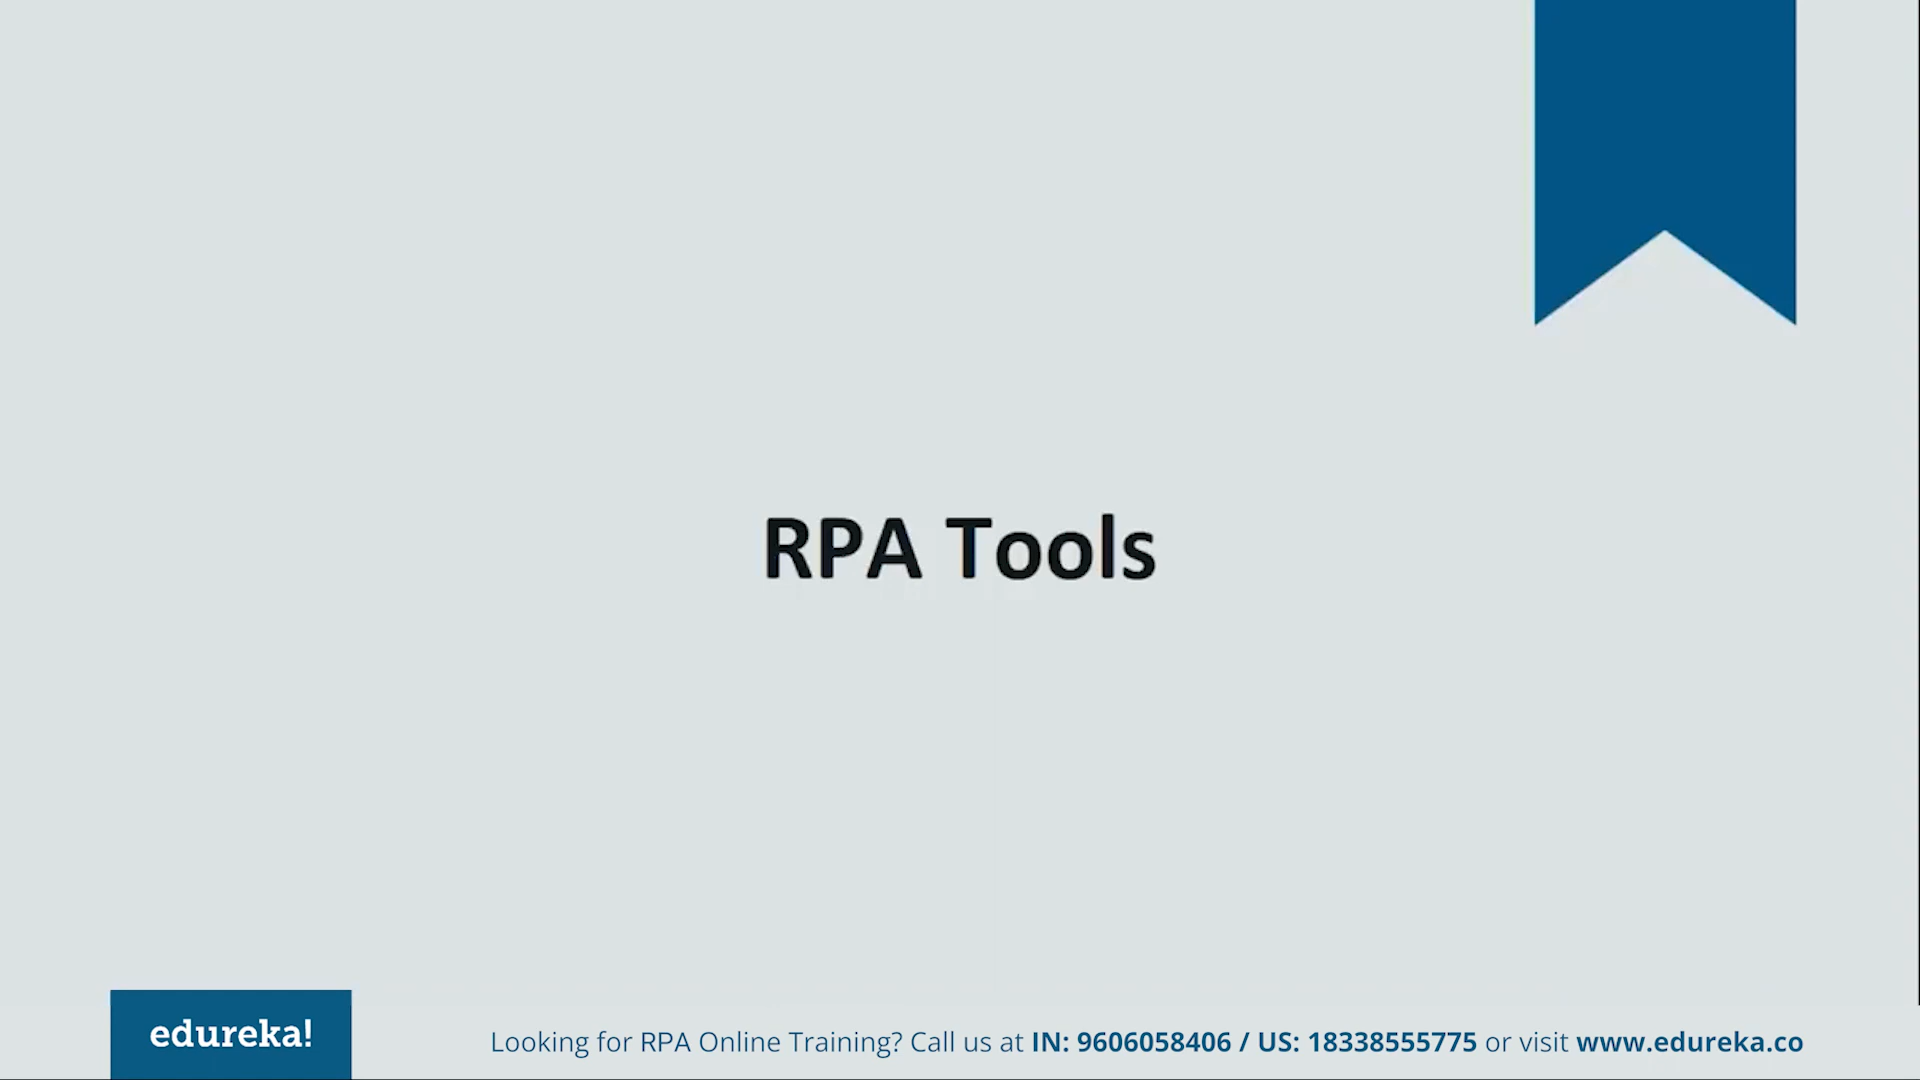 RPA Tools
edureka!
Looking for RPA Online Training? Call us at IN: 9606058406 / US: 18338555775 or visit www.edureka.co